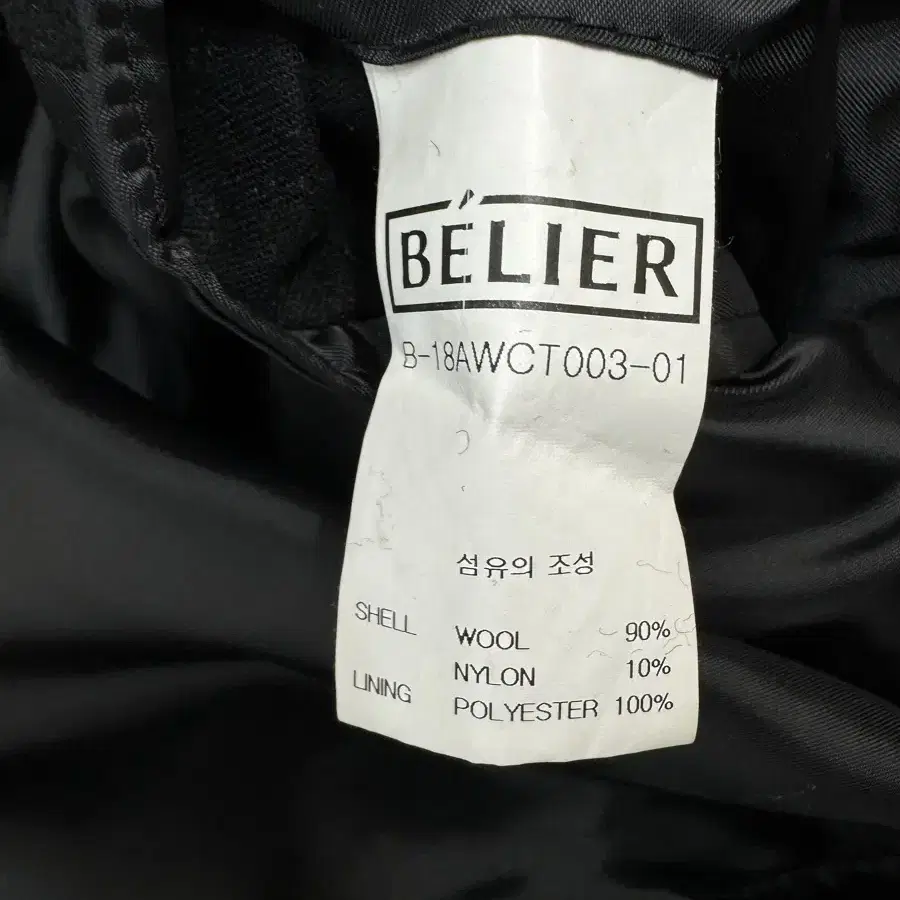 BÉLIER
B-18AWCT003-01
섬유의 조성
SHELL WOOL 90%
NYLON 10%
LINING POLYESTER 100%